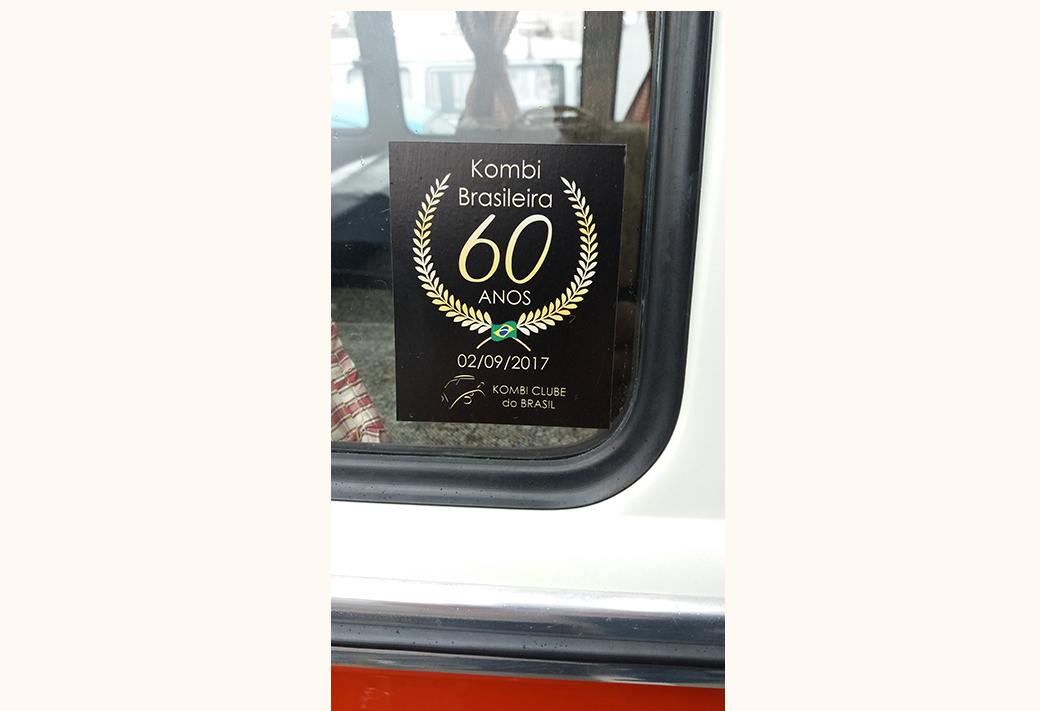 Kombi
Brasileira
60
ANOS
02/09/2017
KOMBI CLUBE
do BRASIL